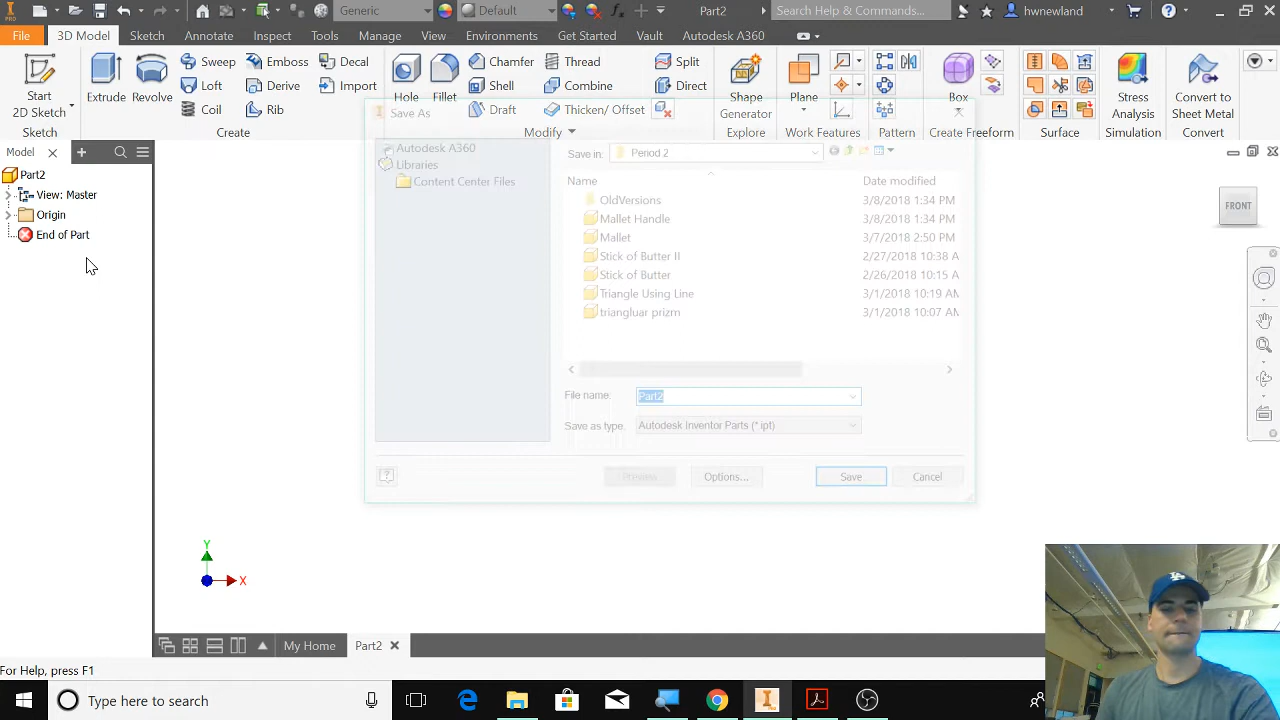 Generic Default Part2 Search Help & Commands... hwnewland
File 3D Model Sketch Annotate Inspect Tools Manage View Environments Get Started Vault Autodesk A360
Start 2D Sketch
Sketch
Extrude Revolve Sweep Emboss Decal
Loft Derive Import
Coil Rib
Create
Hole Fillet Chamfer Thread Split
Shell Combine Direct
Draft Thicken/ Offset
Modify
Shape Generator
Explore
Plane
Work Features
Pattern
Box
Create Freeform
Surface
Stress Analysis
Simulation
Convert to Sheet Metal
Convert
Model
Part2
View: Master
Origin
End of Part
Save As
Autodesk A360
Libraries
Content Center Files
Save in: Period 2
Name Date modified
OldVersions 3/8/2018 1:34 PM
Mallet Handle 3/8/2018 1:34 PM
Mallet 3/7/2018 2:50 PM
Stick of Butter II 2/27/2018 10:38 A
Stick of Butter 2/26/2018 10:15 A
Triangle Using Line 3/1/2018 10:19 AM
triangluar prizm 3/1/2018 10:07 AM
File name: Part2
Save as type: Autodesk Inventor Parts (*.ipt)
Preview Options... Save Cancel
FRONT
Y
X
My Home Part2
For Help, press F1
Type here to search